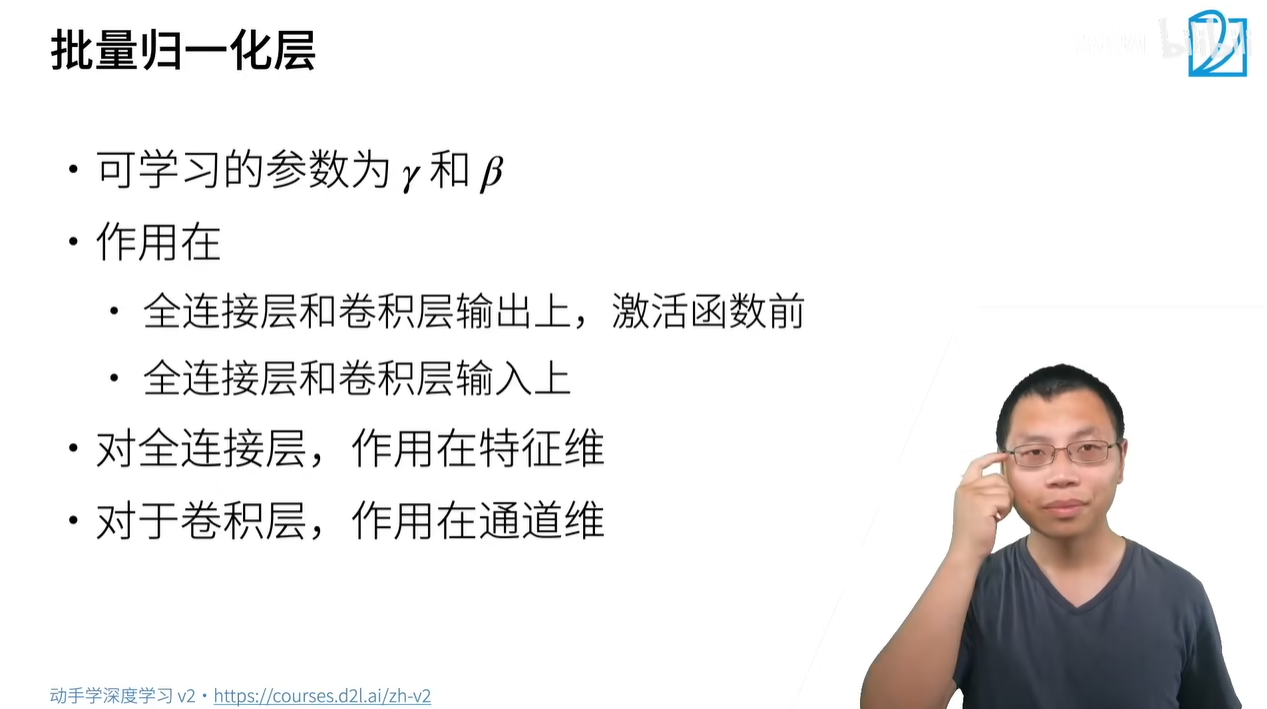 批量归一化层
• 可学习的参数为 γ 和 β
• 作用在
• 全连接层和卷积层输出上，激活函数前
• 全连接层和卷积层输入上
• 对全连接层，作用在特征维
• 对于卷积层，作用在通道维
动手学深度学习 v2 • https://courses.d2l.ai/zh-v2